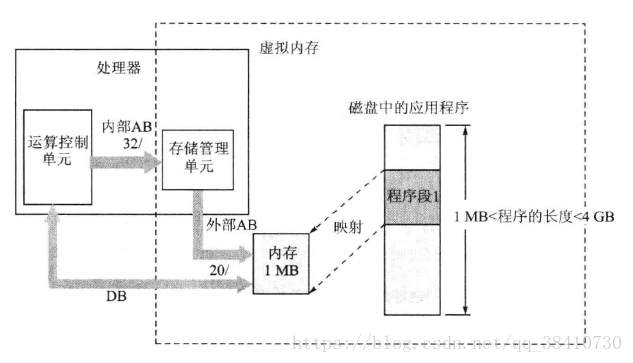 虚拟内存
处理器
磁盘中的应用程序
内部AB
32/
运算控制
单元
存储管理
单元
程序段1
1 MB<程序的长度<4 GB
外部AB
映射
内存
1 MB
20/
DB
https://blog.csdn.net/qq_38410730